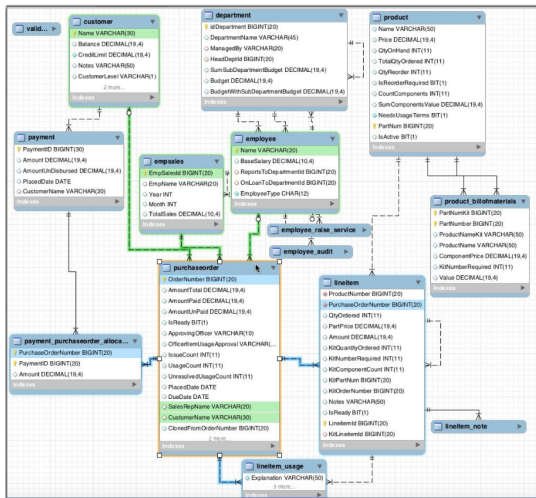 valid...
customer
Name VARCHAR(30)
Balance DECIMAL(19,4)
CreditLimit DECIMAL(19,4)
Notes VARCHAR(50)
CustomerLevel VARCHAR(1)
2 more...
Indexes
department
idDepartment BIGINT(20)
DepartmentName VARCHAR(45)
ManagedBy VARCHAR(20)
HeadDeptId BIGINT(20)
SumSubDepartmentBudget DECIMAL(19,4)
Budget DECIMAL(19,4)
BudgetWithSubDepartmentBudget DECIMAL(19,4)
Indexes
product
Name VARCHAR(50)
Price DECIMAL(19,4)
QtyOnHand INT(11)
TotalQtyOrdered INT(11)
QtyReorder INT(11)
IsReorderRequired BIT(1)
CountComponents INT(11)
SumComponentsValue DECIMAL(19,4)
NeedsUsageTerms BIT(1)
PartNum BIGINT(20)
IsActive BIT(1)
Indexes
payment
PaymentID BIGINT(30)
Amount DECIMAL(19,4)
AmountUnDisbursed DECIMAL(19,4)
PlacedDate DATE
CustomerName VARCHAR(20)
Indexes
empsales
EmpSalesId BIGINT(20)
EmpName VARCHAR(20)
Year INT
Month INT
TotalSales DECIMAL(10,4)
Indexes
employee
Name VARCHAR(20)
BaseSalary DECIMAL(10,4)
ReportsToDepartmentId BIGINT(20)
OnLoanToDepartmentId BIGINT(20)
EmployeeType CHAR(12)
Indexes
employee_raise_service
employee_audit
product_billofmaterials
PartNumKit BIGINT(20)
PartNumber BIGINT(20)
ProductNameKit VARCHAR(50)
ProductName VARCHAR(50)
ComponentPrice DECIMAL(19,4)
KitNumberRequired INT(11)
Value DECIMAL(19,4)
Indexes
purchaseorder
OrderNumber BIGINT(20)
AmountTotal DECIMAL(19,4)
AmountPaid DECIMAL(19,4)
AmountUnPaid DECIMAL(19,4)
IsReady BIT(1)
ApprovingOfficer VARCHAR(10)
OfficerItemUsageApproval VARCHAR...
IssueCount INT(11)
UsageCount INT(11)
UnresolvedUsageCount INT(11)
PlacedDate DATE
DueDate DATE
SalesRepName VARCHAR(20)
CustomerName VARCHAR(30)
ClonedFromOrderNumber BIGINT(20)
2 more...
Indexes
lineitem
ProductNumber BIGINT(20)
PurchaseOrderNumber BIGINT(20)
QtyOrdered INT(11)
PartPrice DECIMAL(19,4)
Amount DECIMAL(19,4)
KitQuantityOrdered INT(11)
KitNumberRequired INT(11)
KitComponentCount INT(11)
KitPartNum BIGINT(20)
KitOrderNumber BIGINT(20)
Notes VARCHAR(50)
IsReady BIT(1)
LineitemId BIGINT(20)
KitLineitemId BIGINT(20)
Indexes
payment_purchaseorder_alloca...
PurchaseOrderNumber BIGINT(20)
PaymentID BIGINT(20)
Amount DECIMAL(19,4)
Indexes
lineitem_note
lineitem_usage
Explanation VARCHAR(50)
3 more...
Indexes